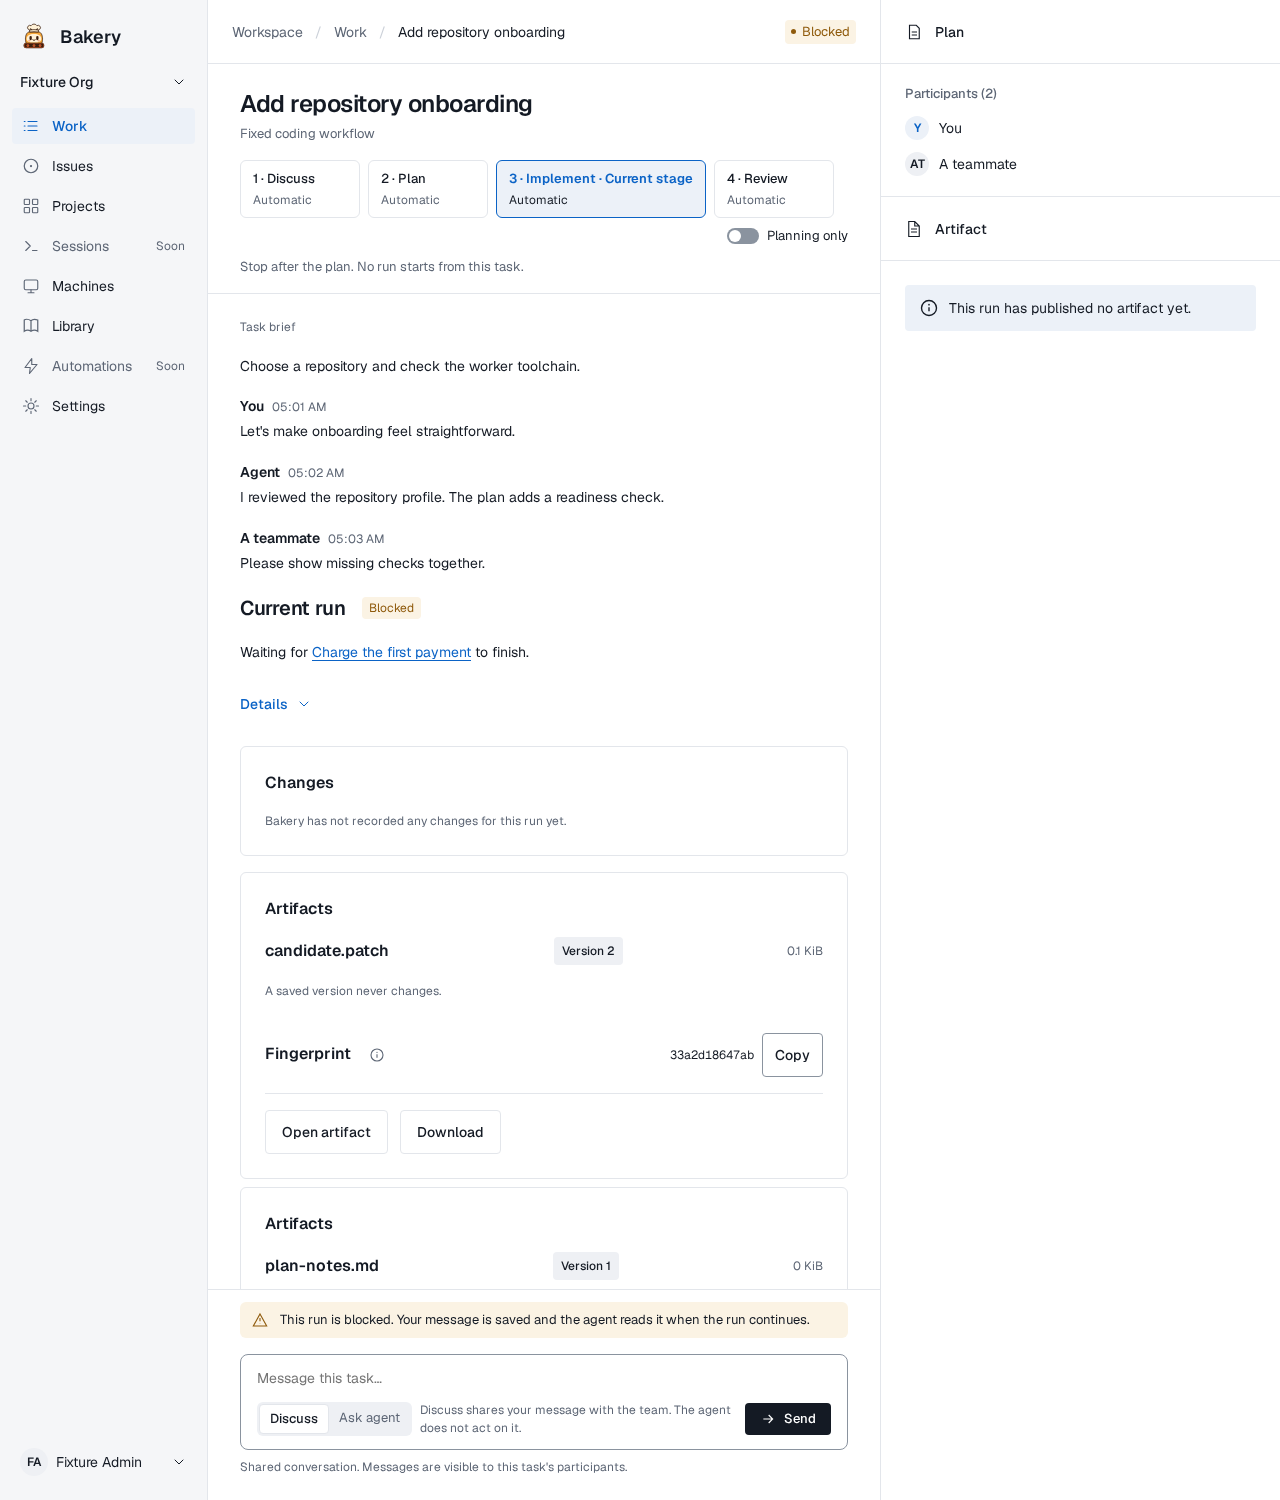 Bakery
Fixture Org
Work
Issues
Projects
Sessions Soon
Machines
Library
Automations Soon
Settings
FA Fixture Admin
Workspace / Work / Add repository onboarding
Blocked
Add repository onboarding
Fixed coding workflow
1 · Discuss
Automatic
2 · Plan
Automatic
3 · Implement · Current stage
Automatic
4 · Review
Automatic
Planning only
Stop after the plan. No run starts from this task.
Task brief
Choose a repository and check the worker toolchain.
You 05:01 AM
Let's make onboarding feel straightforward.
Agent 05:02 AM
I reviewed the repository profile. The plan adds a readiness check.
A teammate 05:03 AM
Please show missing checks together.
Current run Blocked
Waiting for Charge the first payment to finish.
Details
Changes
Bakery has not recorded any changes for this run yet.
Artifacts
candidate.patch Version 2 0.1 KiB
A saved version never changes.
Fingerprint 33a2d18647ab Copy
Open artifact Download
Artifacts
plan-notes.md Version 1 0 KiB
This run is blocked. Your message is saved and the agent reads it when the run continues.
Message this task...
Discuss Ask agent
Discuss shares your message with the team. The agent
does not act on it.
Send
Shared conversation. Messages are visible to this task's participants.
Plan
Participants (2)
Y You
AT A teammate
Artifact
This run has published no artifact yet.